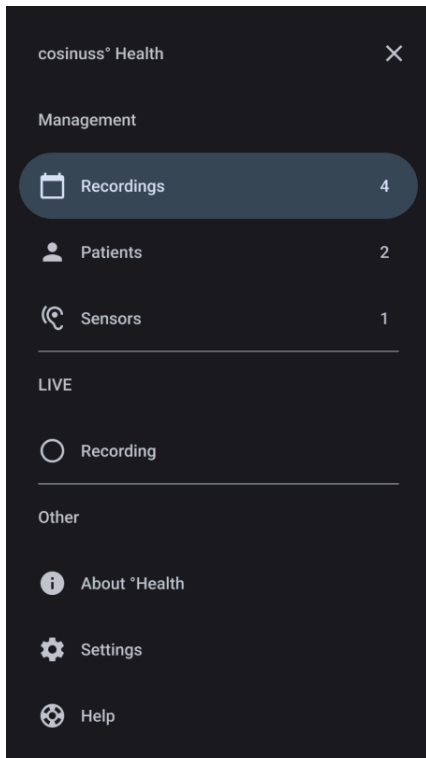 cosinuss° Health
Management
Recordings 4
Patients 2
Sensors 1
LIVE
Recording
Other
About °Health
Settings
Help